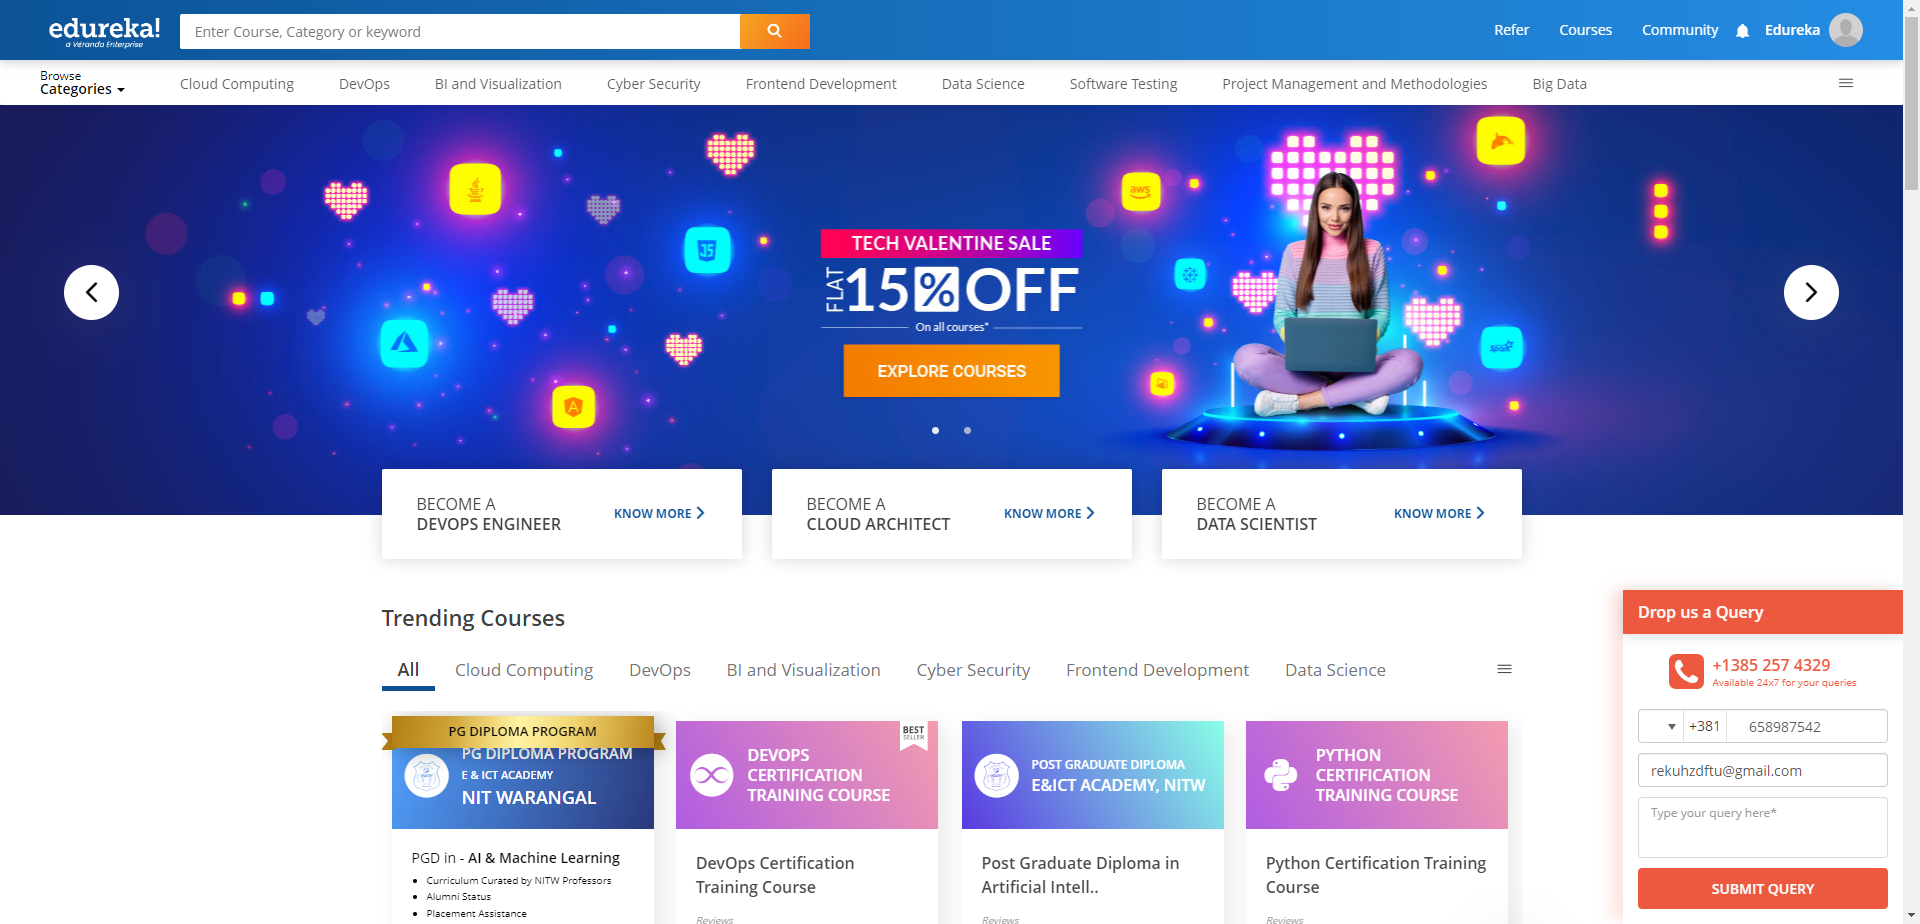 edureka!
a Veranda Enterprise
Enter Course, Category or keyword
Refer
Courses
Community
Edureka
Browse
Categories
Cloud Computing
DevOps
BI and Visualization
Cyber Security
Frontend Development
Data Science
Software Testing
Project Management and Methodologies
Big Data
JS
A
aws
Spark
TECH VALENTINE SALE
FLAT 15% OFF
On all courses*
EXPLORE COURSES
BECOME A
DEVOPS ENGINEER
KNOW MORE
BECOME A
CLOUD ARCHITECT
KNOW MORE
BECOME A
DATA SCIENTIST
KNOW MORE
Trending Courses
All
Cloud Computing
DevOps
BI and Visualization
Cyber Security
Frontend Development
Data Science
PG DIPLOMA PROGRAM
PG DIPLOMA PROGRAM
E & ICT ACADEMY
NIT WARANGAL
PGD in - AI & Machine Learning
Curriculum Curated by NITW Professors
Alumni Status
Placement Assistance
BEST
SELLER
DEVOPS
CERTIFICATION
TRAINING COURSE
DevOps Certification
Training Course
Reviews
POST GRADUATE DIPLOMA
E&ICT ACADEMY, NITW
Post Graduate Diploma in
Artificial Intell..
Reviews
PYTHON
CERTIFICATION
TRAINING COURSE
Python Certification Training
Course
Reviews
Drop us a Query
+1385 257 4329
Available 24x7 for your queries
+381
658987542
rekuhzdftu@gmail.com
Type your query here*
SUBMIT QUERY